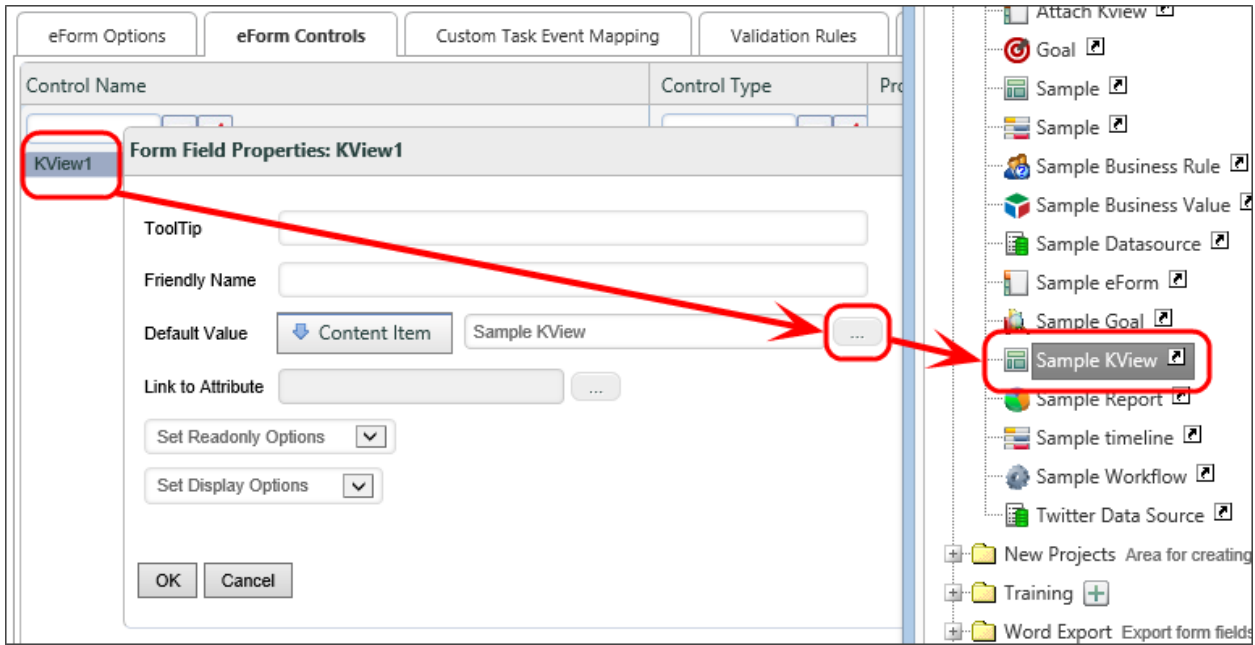 eForm Options eForm Controls Custom Task Event Mapping Validation Rules
Control Name Control Type
KView1
Form Field Properties: KView1
ToolTip
Friendly Name
Default Value Content Item Sample KView ...
Link to Attribute ...
Set Readonly Options
Set Display Options
OK Cancel
Attach Kview
Goal
Sample
Sample
Sample Business Rule
Sample Business Value
Sample Datasource
Sample eForm
Sample Goal
Sample KView
Sample Report
Sample timeline
Sample Workflow
Twitter Data Source
New Projects Area for creating
Training
Word Export Export form fields